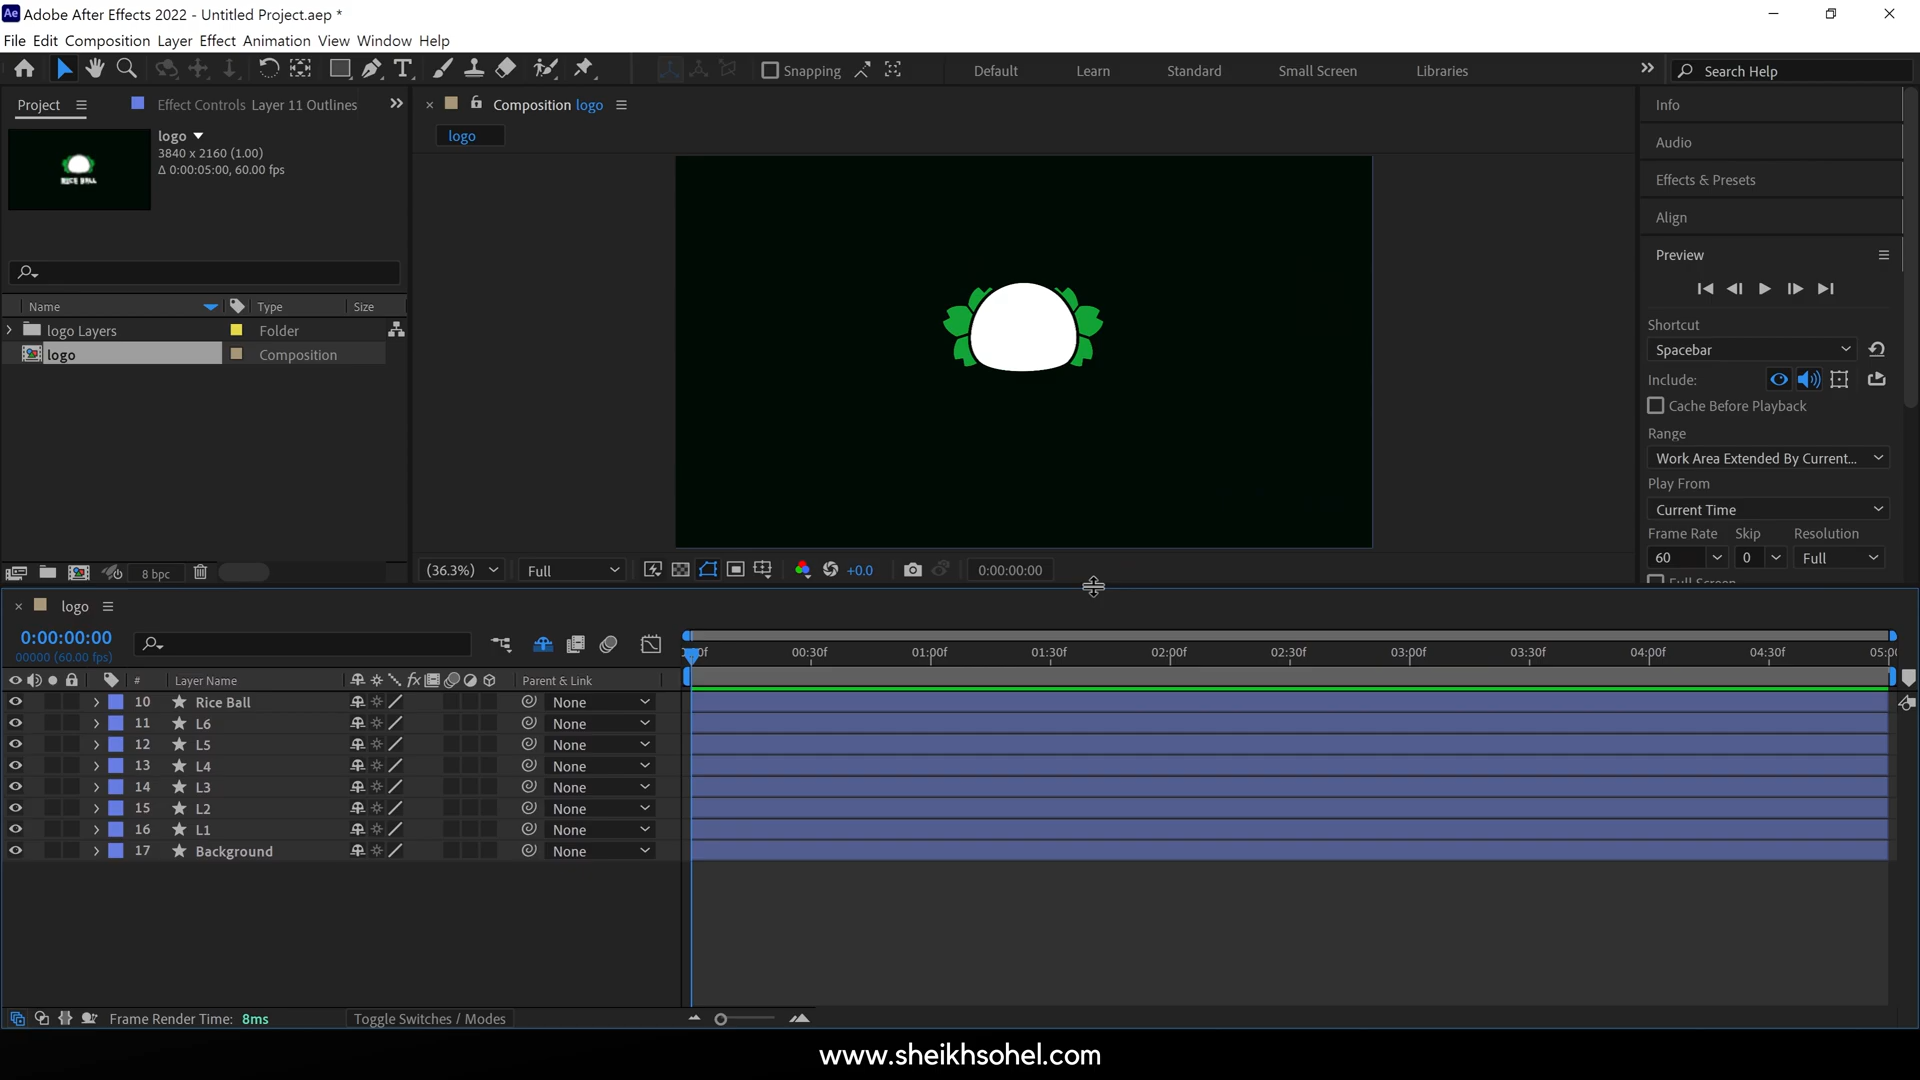 Ae Adobe After Effects 2022 - Untitled Project.aep *
File Edit Composition Layer Effect Animation View Window Help
Snapping Default Learn Standard Small Screen Libraries Search Help
Project Effect Controls Layer 11 Outlines Composition logo Info
logo
3840 x 2160 (1.00)
Δ 0:00:05:00, 60.00 fps
RICE BALL
logo
Audio
Effects & Presets
Align
Preview
Name Type Size
logo Layers Folder
logo Composition
Shortcut
Spacebar
Include:
Cache Before Playback
Range
Work Area Extended By Current...
Play From
Current Time
Frame Rate Skip Resolution
60 0 Full
Full Screen
8 bpc (36.3%) Full +0.0 0:00:00:00
logo
0:00:00:00
00000 (60.00 fps)
00:30f 01:00f 01:30f 02:00f 02:30f 03:00f 03:30f 04:00f 04:30f
# Layer Name fx Parent & Link
10 Rice Ball None
11 L6 None
12 L5 None
13 L4 None
14 L3 None
15 L2 None
16 L1 None
17 Background None
Frame Render Time: 8ms Toggle Switches / Modes
www.sheikhsohel.com